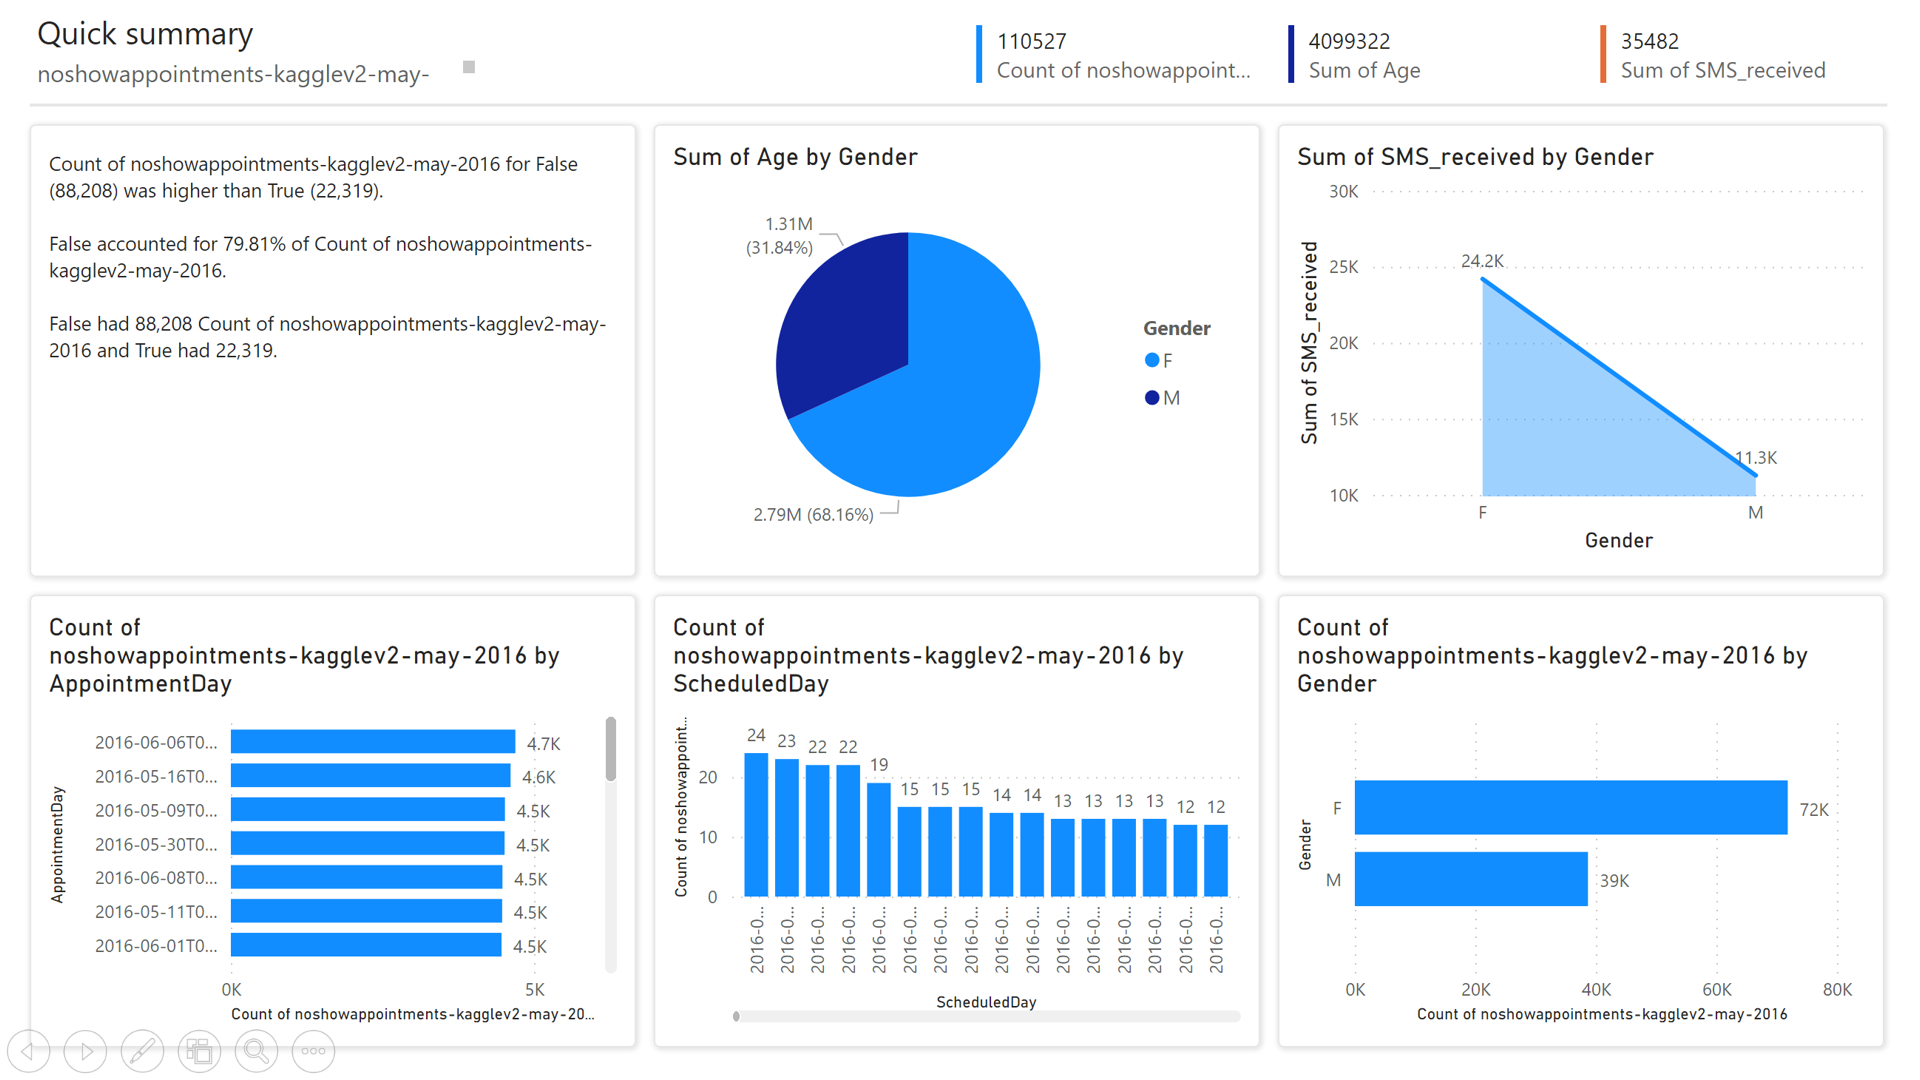 Quick summary
noshowappointments-kagglev2-may-
110527
Count of noshowappoint...
4099322
Sum of Age
35482
Sum of SMS_received
Count of noshowappointments-kagglev2-may-2016 for False
(88,208) was higher than True (22,319).
False accounted for 79.81% of Count of noshowappointments-
kagglev2-may-2016.
False had 88,208 Count of noshowappointments-kagglev2-may-
2016 and True had 22,319.
Sum of Age by Gender
1.31M
(31.84%)
2.79M (68.16%)
Gender
F
M
Sum of SMS_received by Gender
Sum of SMS_received
30K
25K
20K
15K
10K
24.2K
11.3K
F
M
Gender
Count of
noshowappointments-kagglev2-may-2016 by
AppointmentDay
AppointmentDay
2016-06-06T0... 4.7K
2016-05-16T0... 4.6K
2016-05-09T0... 4.5K
2016-05-30T0... 4.5K
2016-06-08T0... 4.5K
2016-05-11T0... 4.5K
2016-06-01T0... 4.5K
0K 5K
Count of noshowappointments-kagglev2-may-20...
Count of
noshowappointments-kagglev2-may-2016 by
ScheduledDay
Count of noshowappoint...
20
10
0
24 23 22 22 19 15 15 15 14 14 13 13 13 13 12 12
2016-0... 2016-0... 2016-0... 2016-0... 2016-0... 2016-0... 2016-0... 2016-0... 2016-0... 2016-0... 2016-0... 2016-0... 2016-0... 2016-0... 2016-0... 2016-0...
ScheduledDay
Count of
noshowappointments-kagglev2-may-2016 by
Gender
Gender
F 72K
M 39K
0K 20K 40K 60K 80K
Count of noshowappointments-kagglev2-may-2016